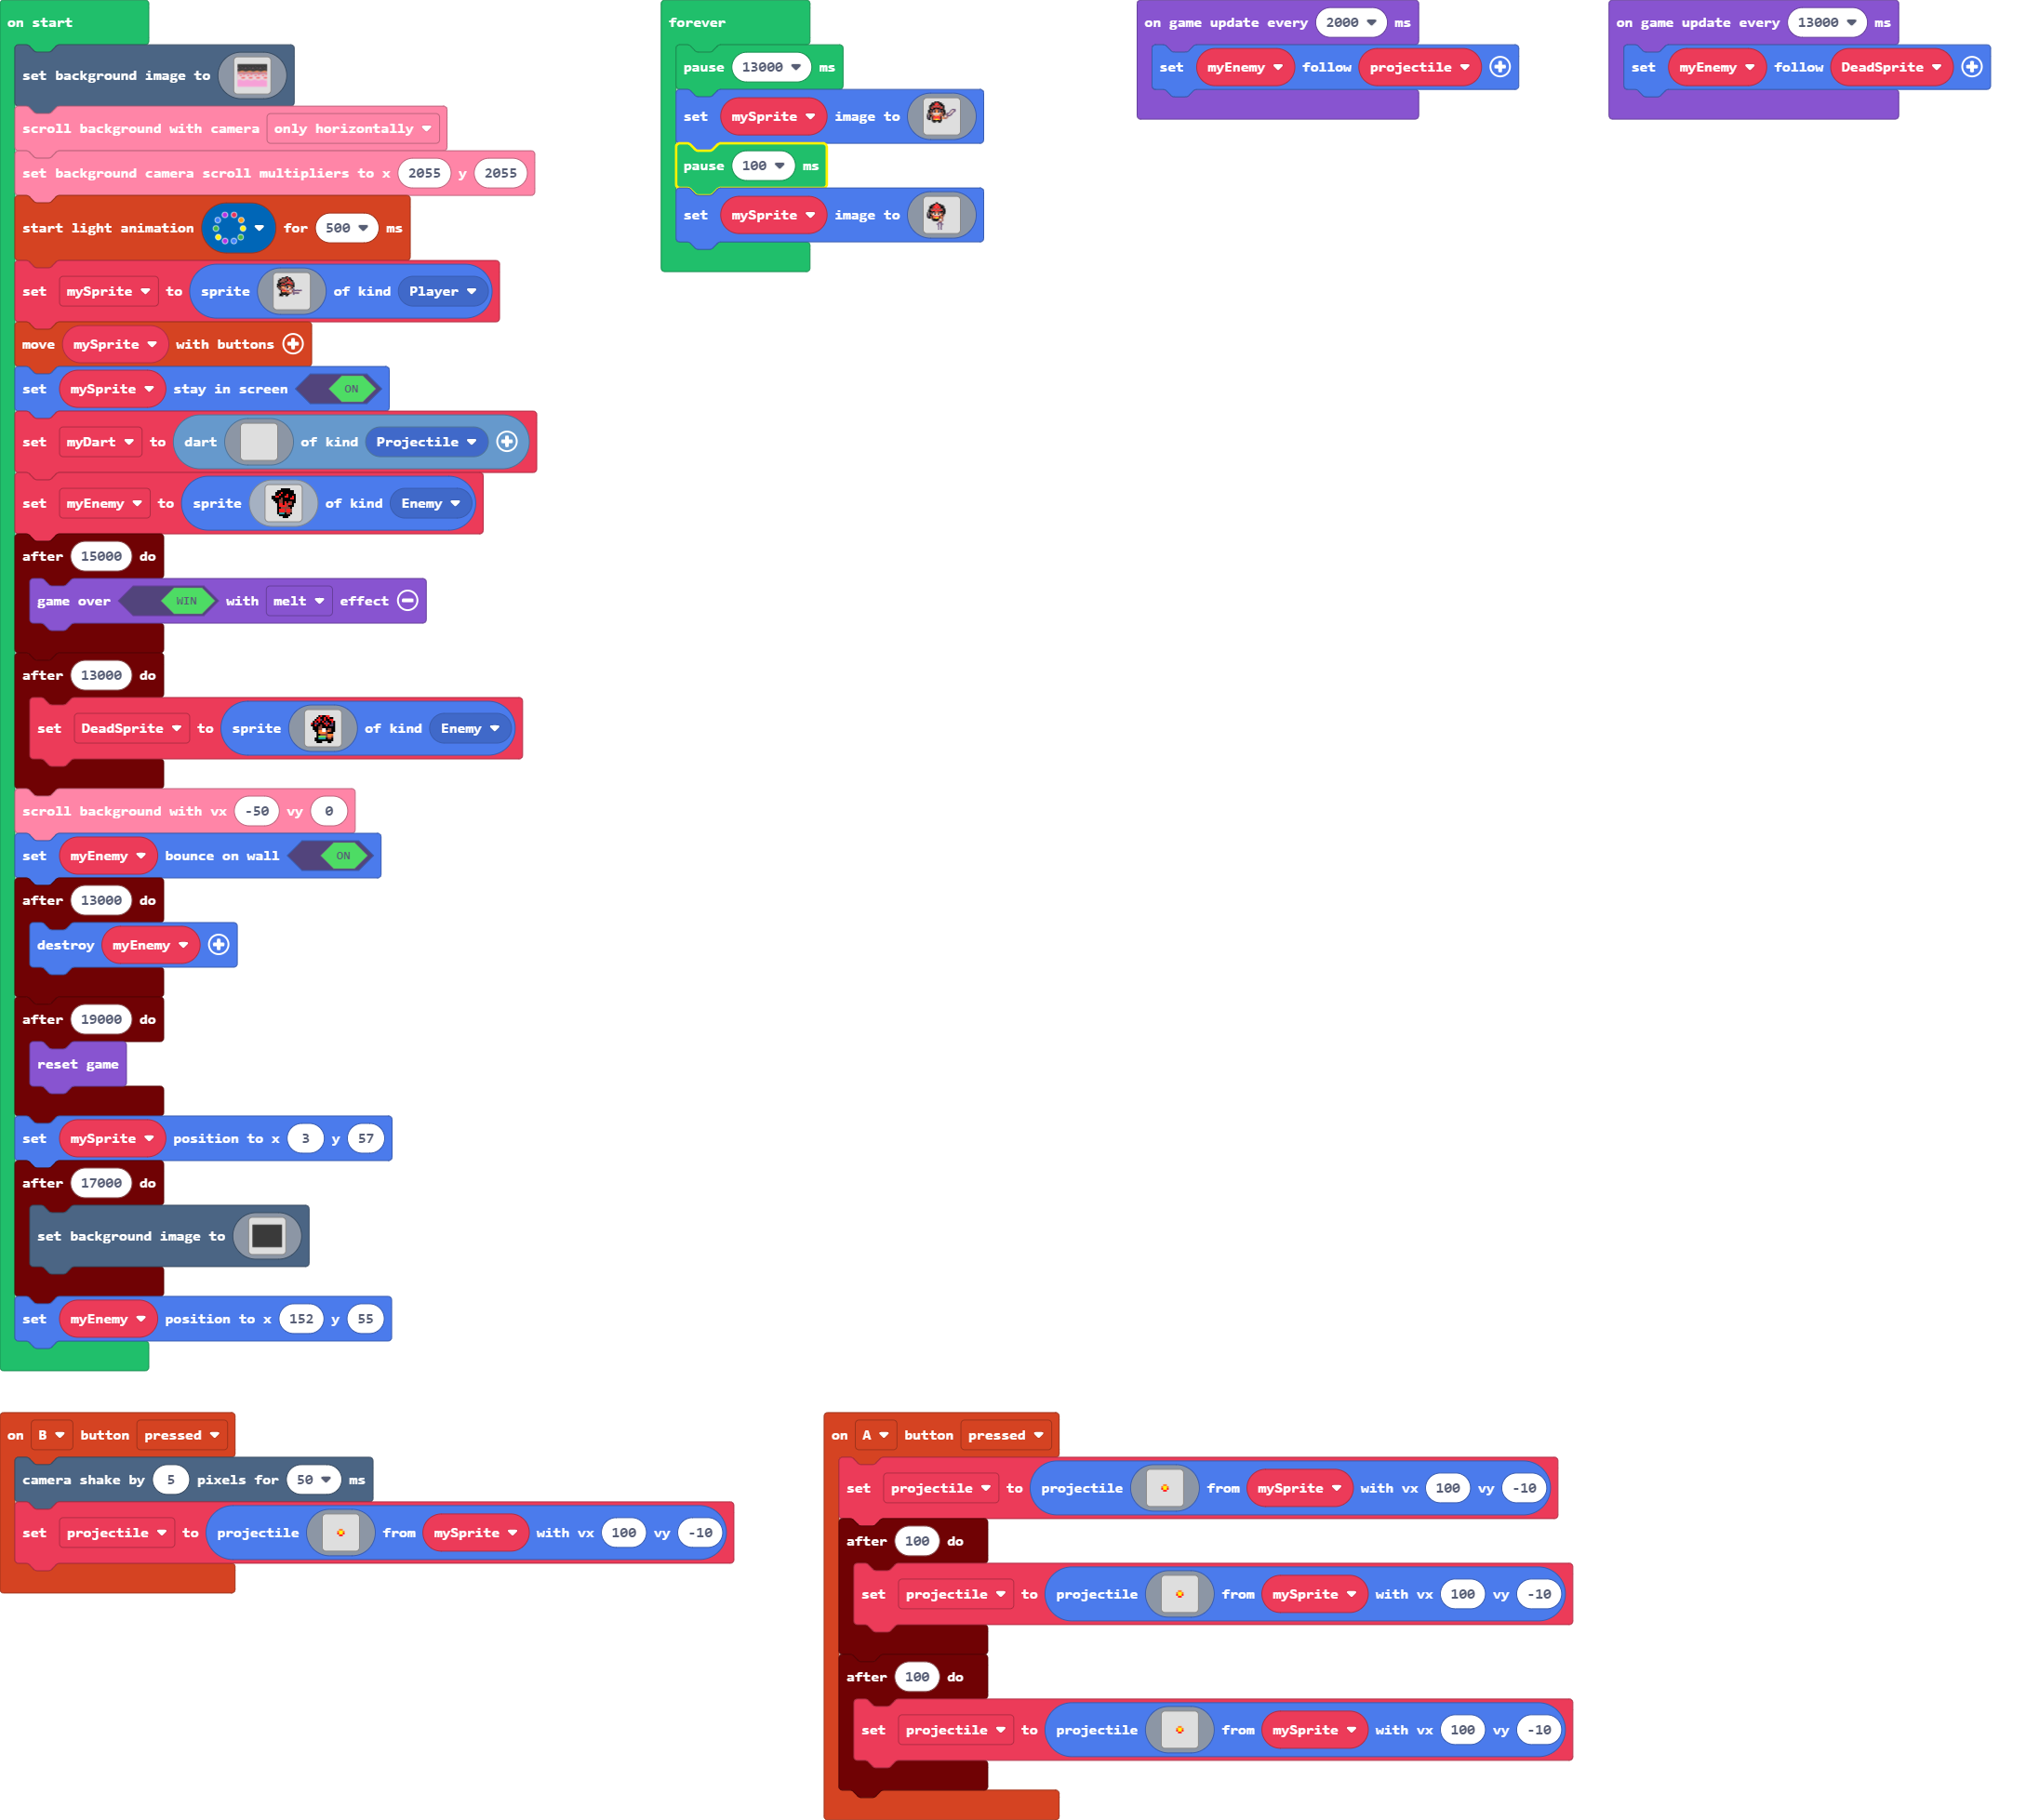 on start
set background image to
scroll background with camera only horizontally
set background camera scroll multipliers to x 2055 y 2055
start light animation for 500 ms
set mySprite to sprite of kind Player
move mySprite with buttons
set mySprite stay in screen ON
set myDart to dart of kind Projectile
set myEnemy to sprite of kind Enemy
after 15000 do
game over WIN with melt effect
after 13000 do
set DeadSprite to sprite of kind Enemy
scroll background with vx -50 vy 0
set myEnemy bounce on wall ON
after 13000 do
destroy myEnemy
after 19000 do
reset game
set mySprite position to x 3 y 57
after 17000 do
set background image to
set myEnemy position to x 152 y 55
forever
pause 13000 ms
set mySprite image to
pause 100 ms
set mySprite image to
on game update every 2000 ms
set myEnemy follow projectile
on game update every 13000 ms
set myEnemy follow DeadSprite
on B button pressed
camera shake by 5 pixels for 50 ms
set projectile to projectile from mySprite with vx 100 vy -10
on A button pressed
set projectile to projectile from mySprite with vx 100 vy -10
after 100 do
set projectile to projectile from mySprite with vx 100 vy -10
after 100 do
set projectile to projectile from mySprite with vx 100 vy -10